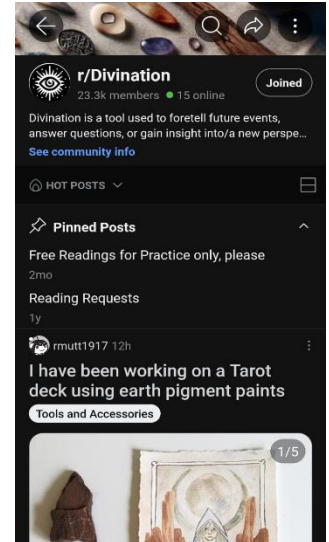 r/Divination
23.3k members ● 15 online
Joined
Divination is a tool used to foretell future events,
answer questions, or gain insight into/a new perspe...
See community info
HOT POSTS
Pinned Posts
Free Readings for Practice only, please
2mo
Reading Requests
1y
rmutt1917 12h
I have been working on a Tarot
deck using earth pigment paints
Tools and Accessories
1/5